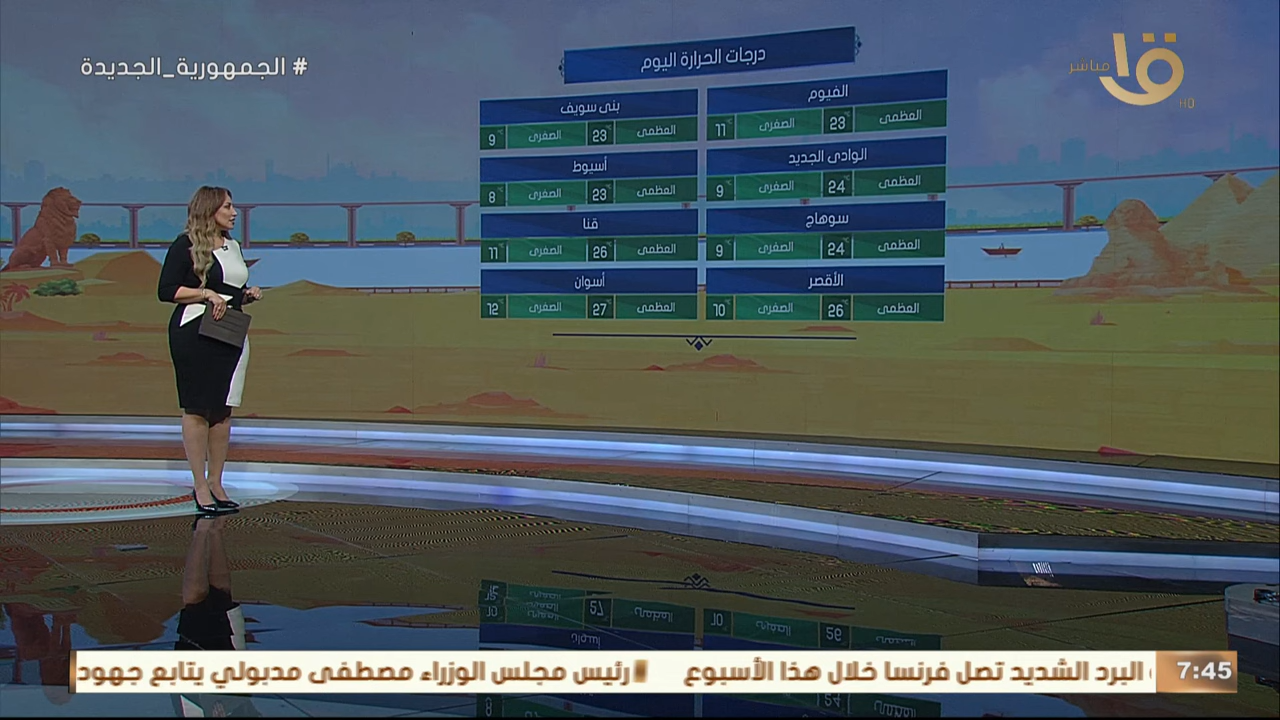 # الجمهورية_الجديدة
مباشر
HD
درجات الحرارة اليوم
الفيوم
العظمى 23 الصغرى 11
بنى سويف
العظمى 23 الصغرى 9
الوادى الجديد
العظمى 24 الصغرى 9
أسيوط
العظمى 23 الصغرى 8
سوهاج
العظمى 24 الصغرى 9
قنا
العظمى 26 الصغرى 11
الأقصر
العظمى 26 الصغرى 10
أسوان
العظمى 27 الصغرى 12
7:45 البرد الشديد تصل فرنسا خلال هذا الأسبوع رئيس مجلس الوزراء مصطفى مدبولي يتابع جهود